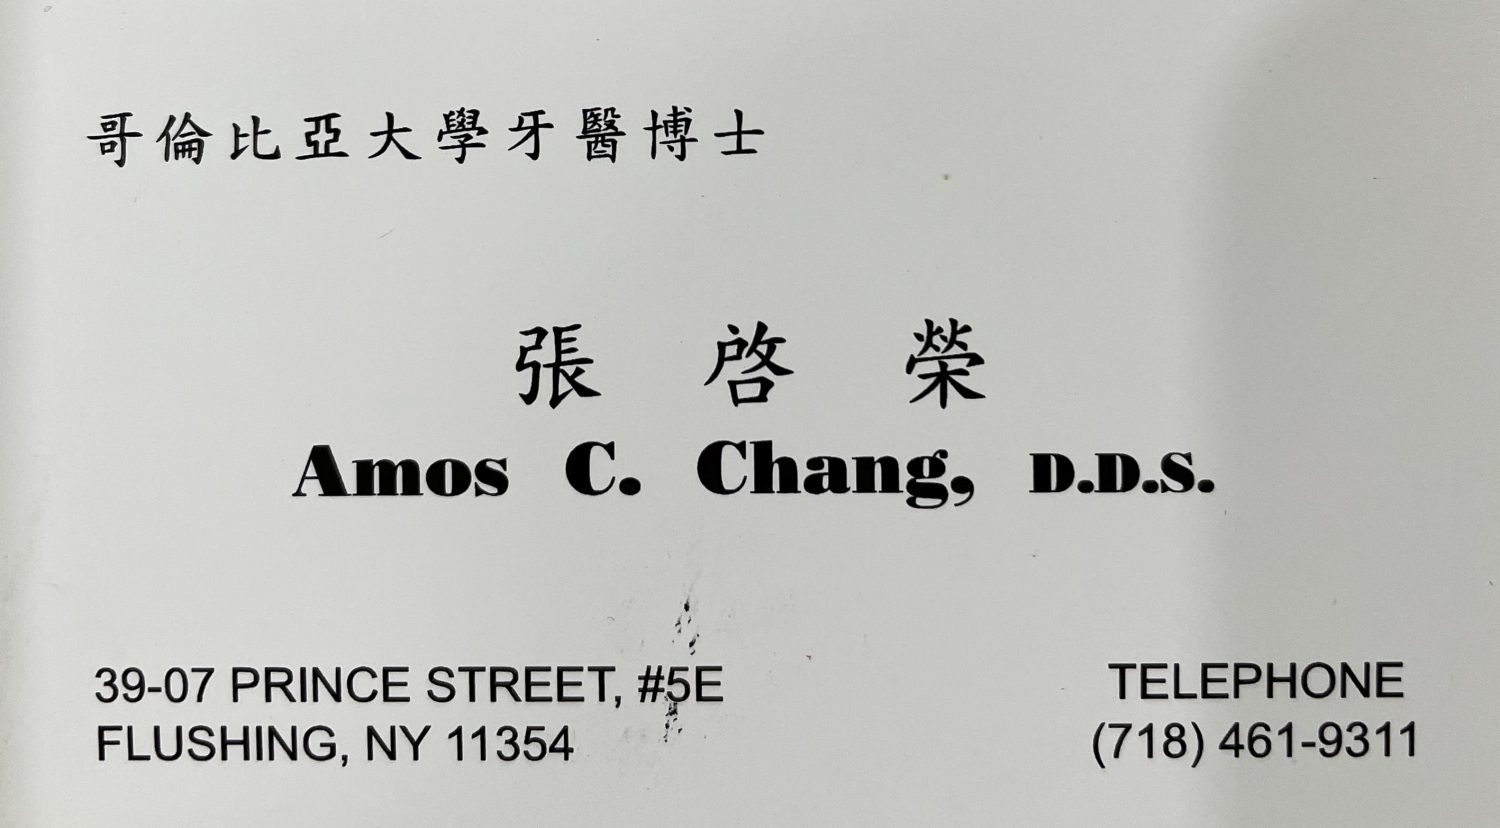 哥倫比亞大學牙醫博士
張啓榮
Amos C. Chang, D.D.S.
39-07 PRINCE STREET, #5E
FLUSHING, NY 11354
TELEPHONE
(718) 461-9311